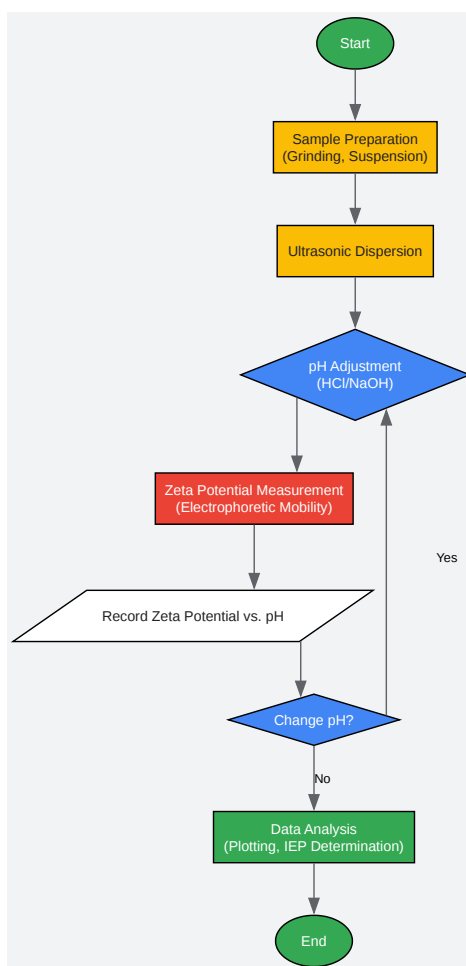 Start
Sample Preparation
(Grinding, Suspension)
Ultrasonic Dispersion
pH Adjustment
(HCl/NaOH)
Zeta Potential Measurement
(Electrophoretic Mobility)
Yes
Record Zeta Potential vs. pH
Change pH?
No
Data Analysis
(Plotting, IEP Determination)
End